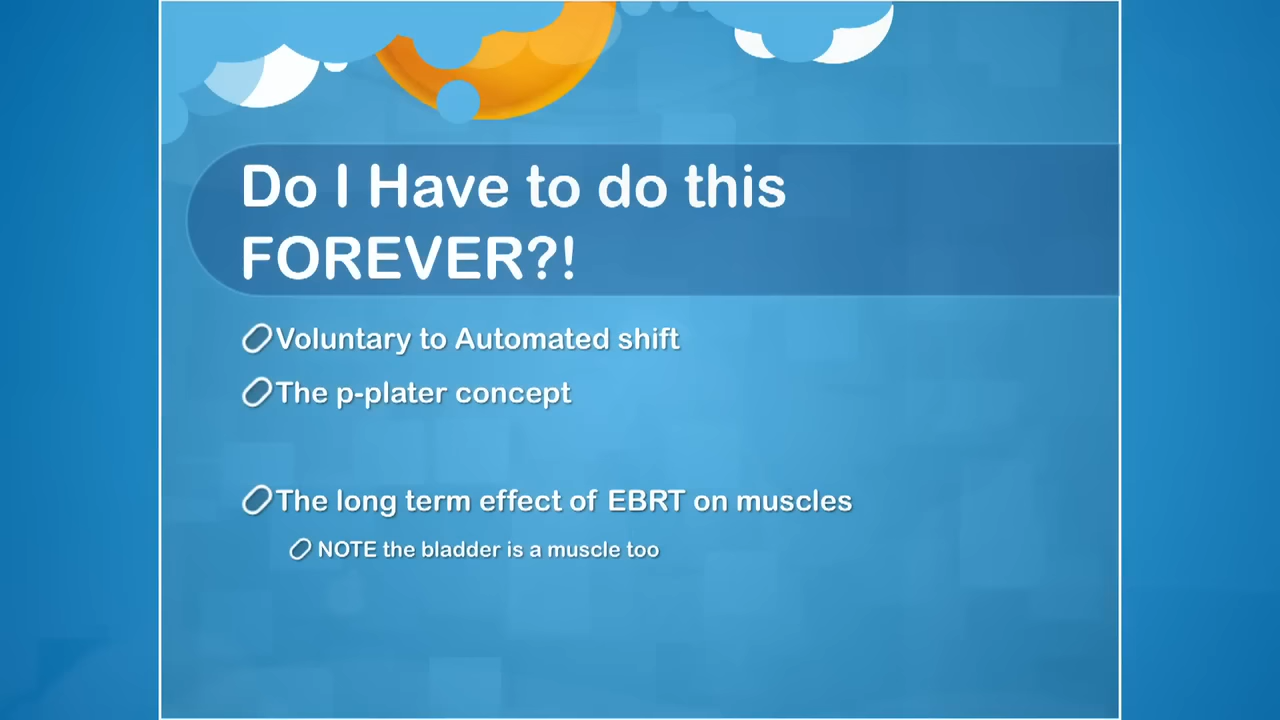 Do I Have to do this
FOREVER?!
Voluntary to Automated shift
The p-plater concept
The long term effect of EBRT on muscles
NOTE the bladder is a muscle too